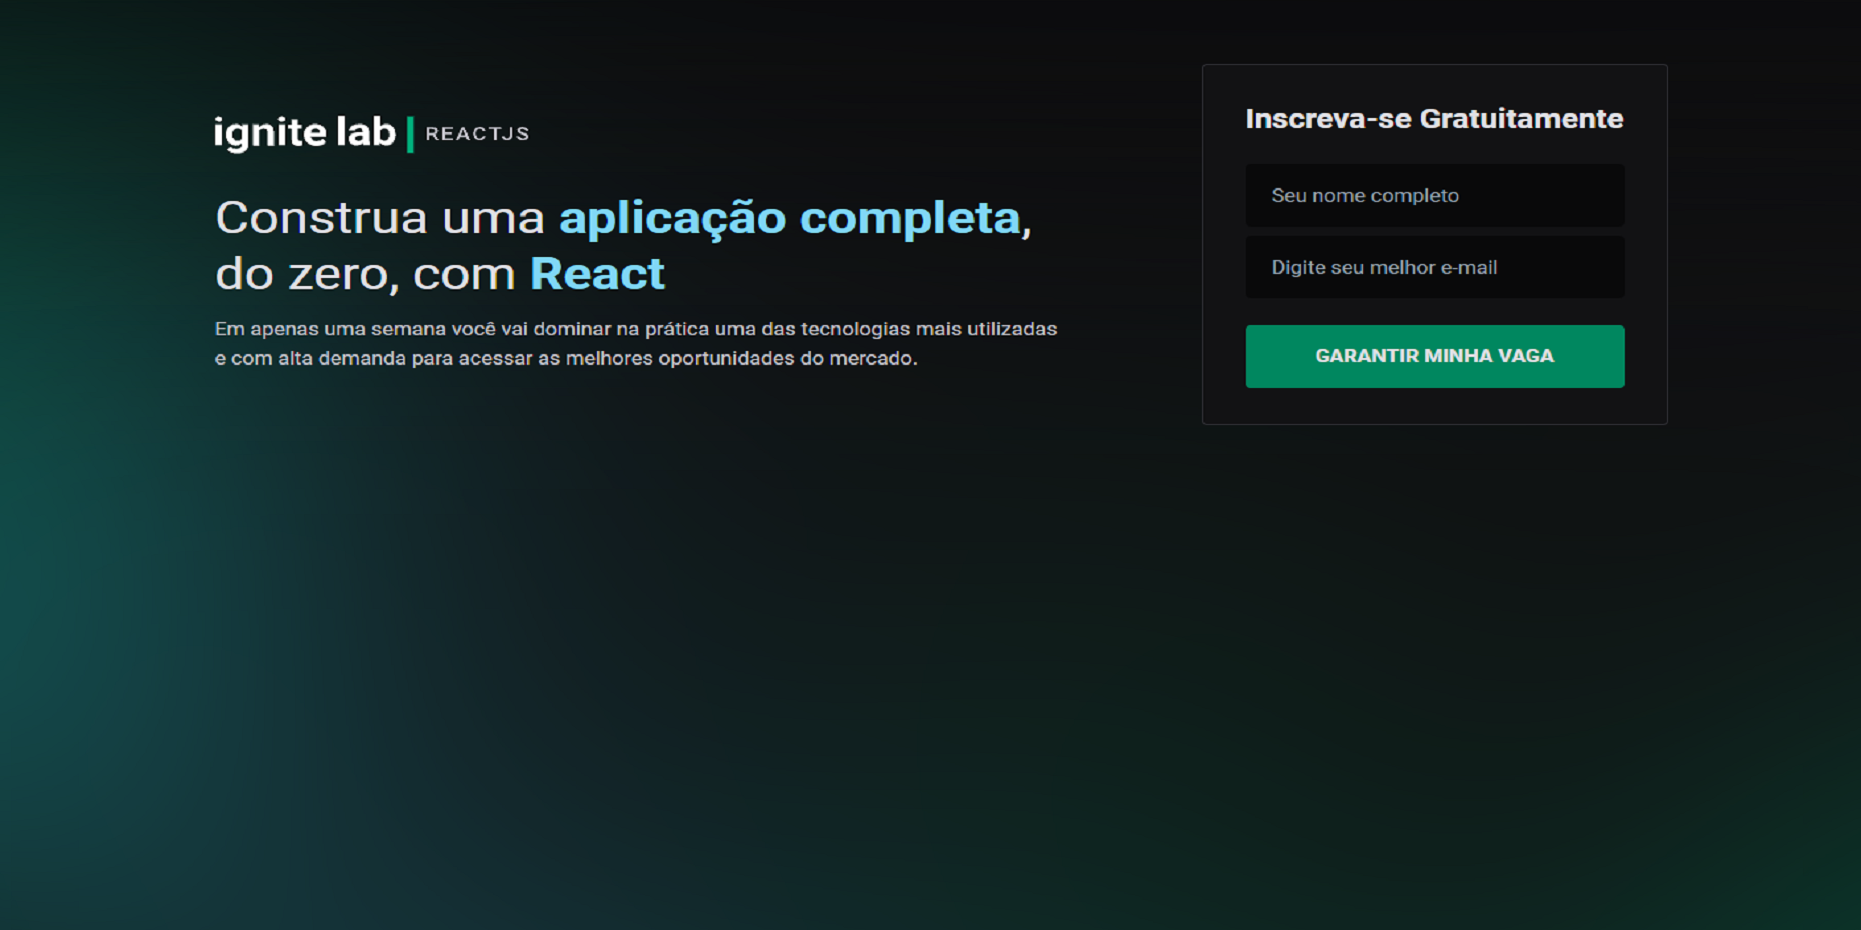 ignite lab | REACTJS
Construa uma aplicação completa,
do zero, com React
Em apenas uma semana você vai dominar na prática uma das tecnologias mais utilizadas
e com alta demanda para acessar as melhores oportunidades do mercado.
Inscreva-se Gratuitamente
Seu nome completo
Digite seu melhor e-mail
GARANTIR MINHA VAGA